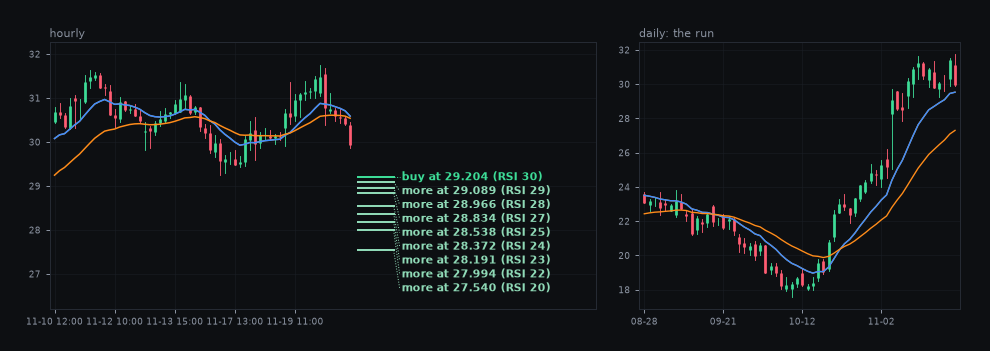 hourly
32
31
30
29
28
27
11-10 12:00 11-12 10:00 11-13 15:00 11-17 13:00 11-19 11:00
buy at 29.204 (RSI 30)
more at 29.089 (RSI 29)
more at 28.966 (RSI 28)
more at 28.834 (RSI 27)
more at 28.538 (RSI 25)
more at 28.372 (RSI 24)
more at 28.191 (RSI 23)
more at 27.994 (RSI 22)
more at 27.540 (RSI 20)
daily: the run
32
30
28
26
24
22
20
18
08-28 09-21 10-12 11-02